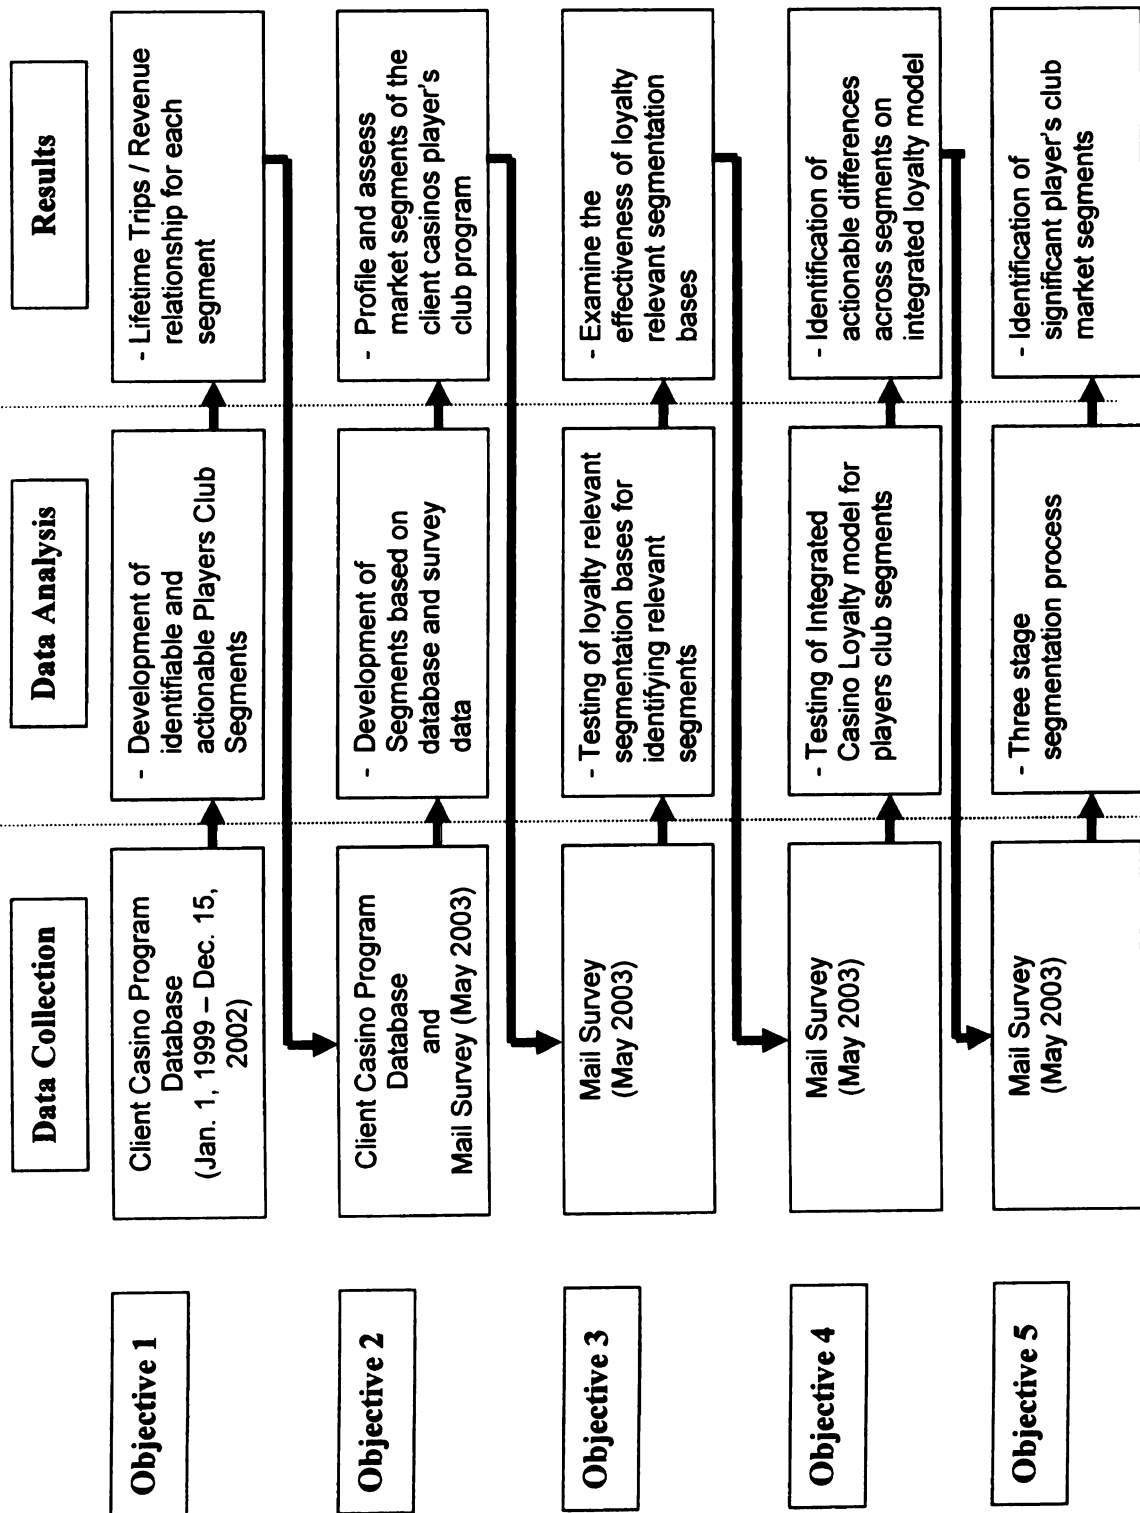 Data Collection
Data Analysis
Results
Objective 1
Client Casino Program
Database
(Jan. 1, 1999 – Dec. 15,
2002)
- Development of
identifiable and
actionable Players Club
Segments
- Lifetime Trips / Revenue
relationship for each
segment
Objective 2
Client Casino Program
Database
and
Mail Survey (May 2003)
- Development of
Segments based on
database and survey
data
- Profile and assess
market segments of the
client casinos player's
club program
Objective 3
Mail Survey
(May 2003)
- Testing of loyalty relevant
segmentation bases for
identifying relevant
segments
- Examine the
effectiveness of loyalty
relevant segmentation
bases
Objective 4
Mail Survey
(May 2003)
- Testing of Integrated
Casino Loyalty model for
players club segments
- Identification of
actionable differences
across segments on
integrated loyalty model
Objective 5
Mail Survey
(May 2003)
- Three stage
segmentation process
- Identification of
significant player's club
market segments